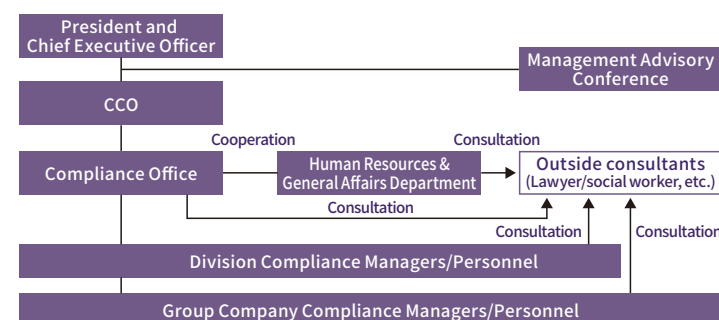 President and
Chief Executive Officer
Management Advisory
Conference
CCO
Cooperation
Consultation
Compliance Office
Human Resources &
General Affairs Department
Outside consultants
(Lawyer/social worker, etc.)
Consultation
Consultation
Consultation
Division Compliance Managers/Personnel
Group Company Compliance Managers/Personnel